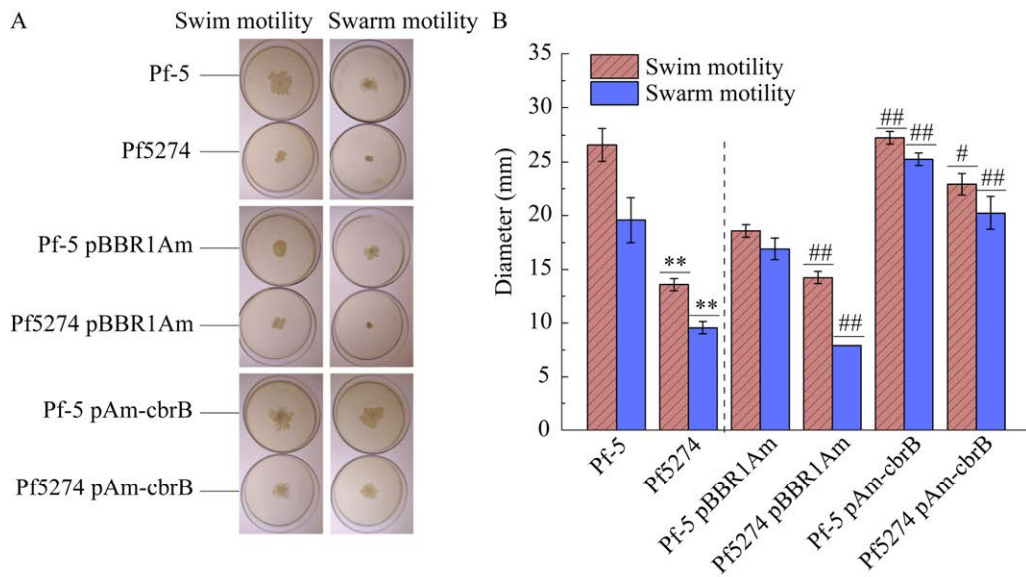 A
Swim motility Swarm motility
Pf-5
Pf5274
Pf-5 pBBR1Am
Pf5274 pBBR1Am
Pf-5 pAm-cbrB
Pf5274 pAm-cbrB
B
Swim motility
Swarm motility
Diameter (mm)
35
30
25
20
15
10
5
0
** **
## ##
## ##
# ##
Pf-5
Pf5274
Pf-5 pBBR1Am
Pf5274 pBBR1Am
Pf-5 pAm-cbrB
Pf5274 pAm-cbrB